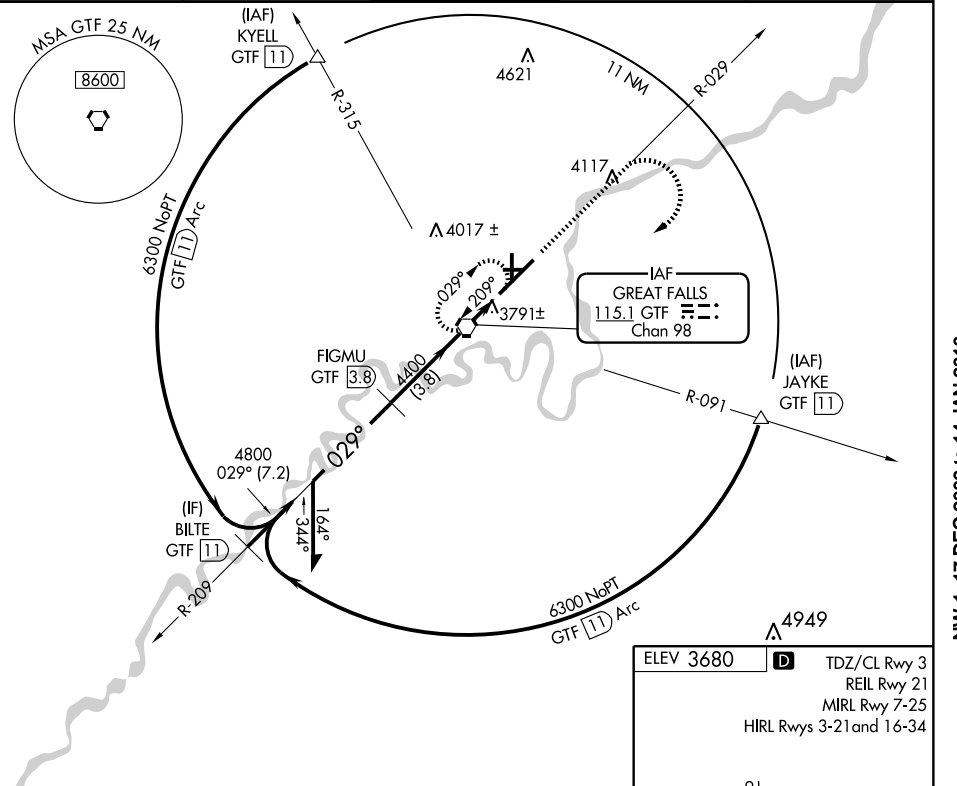 MSA GTF 25 NM
8600
(IAF)
KYELL
GTF 11
R-315
4621
11 NM
R-029
4117
6300 NoPT
GTF 11 Arc
4017 ±
029°
209°
3791±
IAF
GREAT FALLS
115.1 GTF
Chan 98
FIGMU
GTF 3.8
4400
(3.8)
(IAF)
JAYKE
GTF 11
R-091
029°
4800
029° (7.2)
(IF)
BILTE
GTF 11
344°
164°
R-209
6300 NoPT
GTF 11 Arc
4949
ELEV 3680
D
TDZ/CL Rwy 3
REIL Rwy 21
MIRL Rwy 7-25
HIRL Rwys 3-21and 16-34